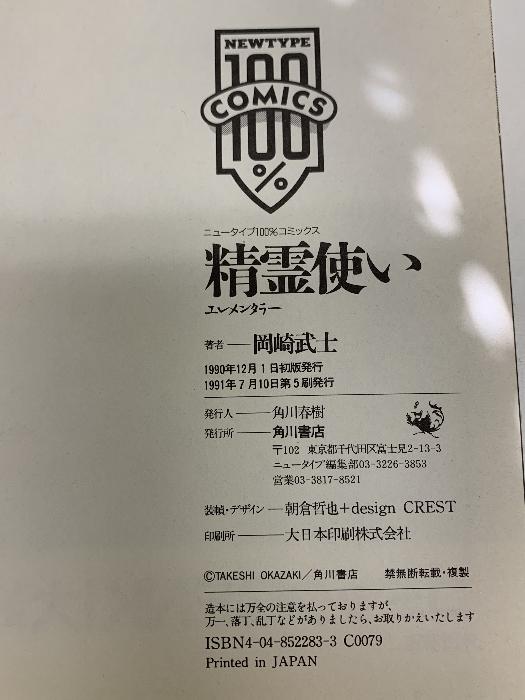 NEWTYPE
100
COMICS
100
%
ニュータイプ100%コミックス
精霊使い
エレメンタラー
著者──岡崎武士
1990年12月1日初版発行
1991年7月10日第5刷発行
発行人──角川春樹
発行所──角川書店
〒102 東京都千代田区富士見2-13-3
ニュータイプ編集部03-3226-3853
営業03-3817-8521
装幀・デザイン─朝倉哲也+design CREST
印刷所──大日本印刷株式会社
©TAKESHI OKAZAKI/角川書店 禁無断転載・複製
造本には万全の注意を払っておりますが、
万一、落丁、乱丁などがありましたら、お取りかえいたします
ISBN4-04-852283-3 C0079
Printed in JAPAN